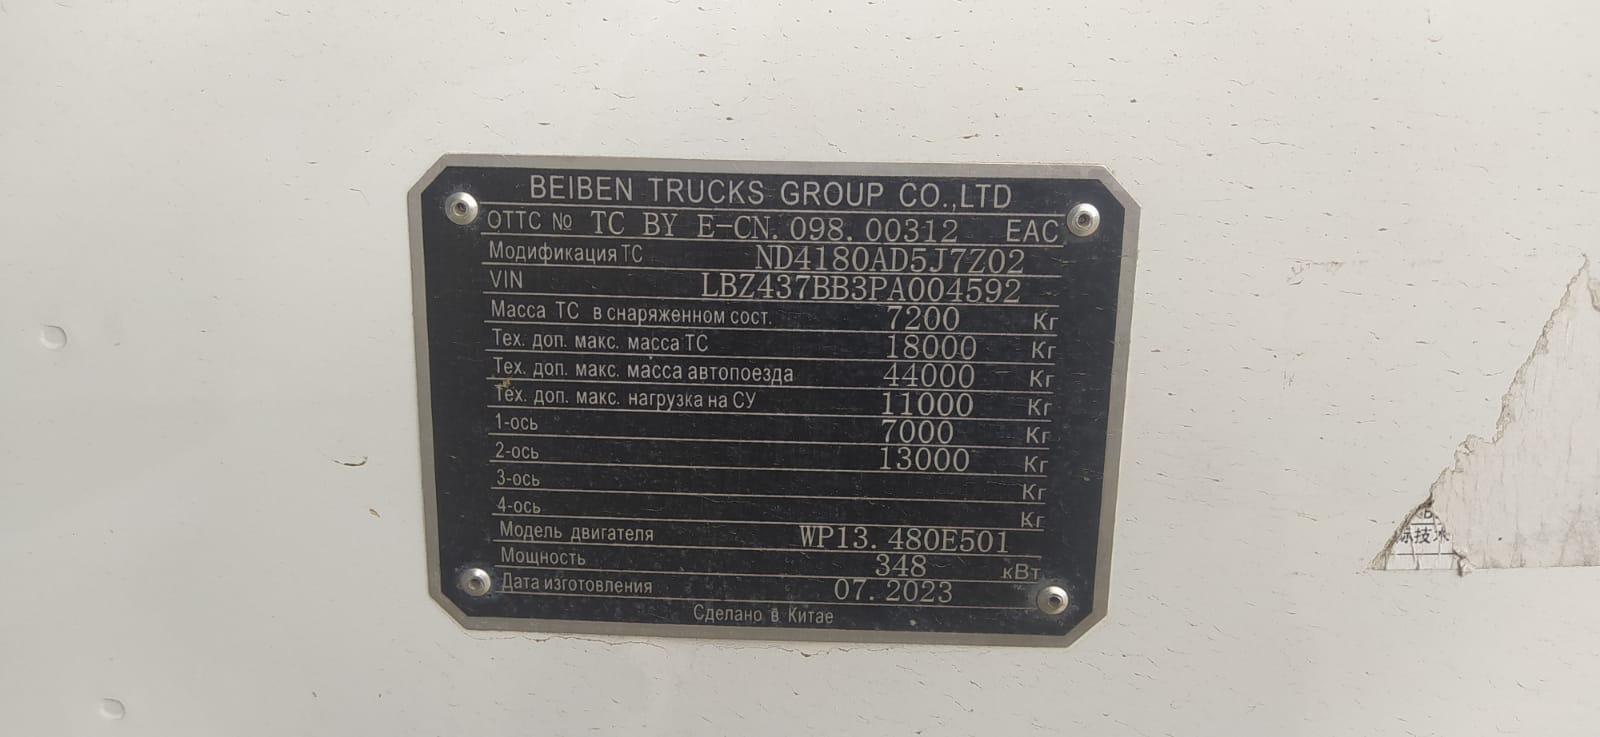 BEIBEN TRUCKS GROUP CO.,LTD
ОТТС № TC BY E-CN.098.00312 EAC
Модификация ТС ND4180AD5J7Z02
VIN LBZ437BB3PA004592
Масса ТС в снаряженном сост. 7200 Кг
Тех. доп. макс. масса ТС 18000 Кг
Тех. доп. макс. масса автопоезда 44000 Кг
Тех. доп. макс. нагрузка на СУ 11000 Кг
1-ось 7000 Кг
2-ось 13000 Кг
3-ось Кг
4-ось Кг
Модель двигателя WP13.480E501
Мощность 348 кВт
Дата изготовления 07.2023
Сделано в Китае
技术